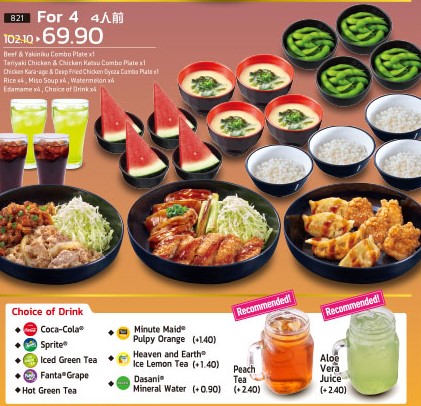 821 For 4 4人前
102.10 ▸ 69.90
Beef & Yakiniku Combo Plate x1
Teriyaki Chicken & Chicken Katsu Combo Plate x1
Chicken Kara-age & Deep Fried Chicken Gyoza Combo Plate x1
Rice x4 , Miso Soup x4 , Watermelon x4
Edamame x4 , Choice of Drink x4
Choice of Drink
Coca-Cola®
Sprite®
Iced Green Tea
Fanta®Grape
Hot Green Tea
Minute Maid®
Pulpy Orange (+1.40)
Heaven and Earth®
Ice Lemon Tea (+1.40)
Dasani®
Mineral Water (+0.90)
Recommended!
Peach
Tea
(+2.40)
Recommended!
Aloe
Vera
Juice
(+2.40)